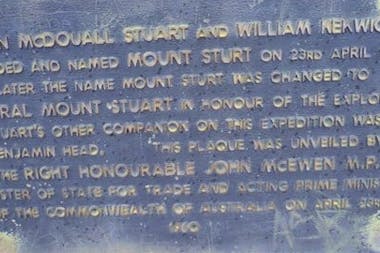 N MCDOUALL STUART AND WILLIAM KEKWIC
DED AND NAMED MOUNT STURT ON 23RD APRIL
LATER THE NAME MOUNT STURT WAS CHANGED TO
RAL MOUNT STUART IN HONOUR OF THE EXPLO
UART'S OTHER COMPANION ON THIS EXPEDITION WAS
ENJAMIN HEAD. THIS PLAQUE WAS UNVEILED BY
THE RIGHT HONOURABLE JOHN MCEWEN M.P.
STER OF STATE FOR TRADE AND ACTING PRIME MINIS
OF THE COMMONWEALTH OF AUSTRALIA ON APRIL 23R
1960